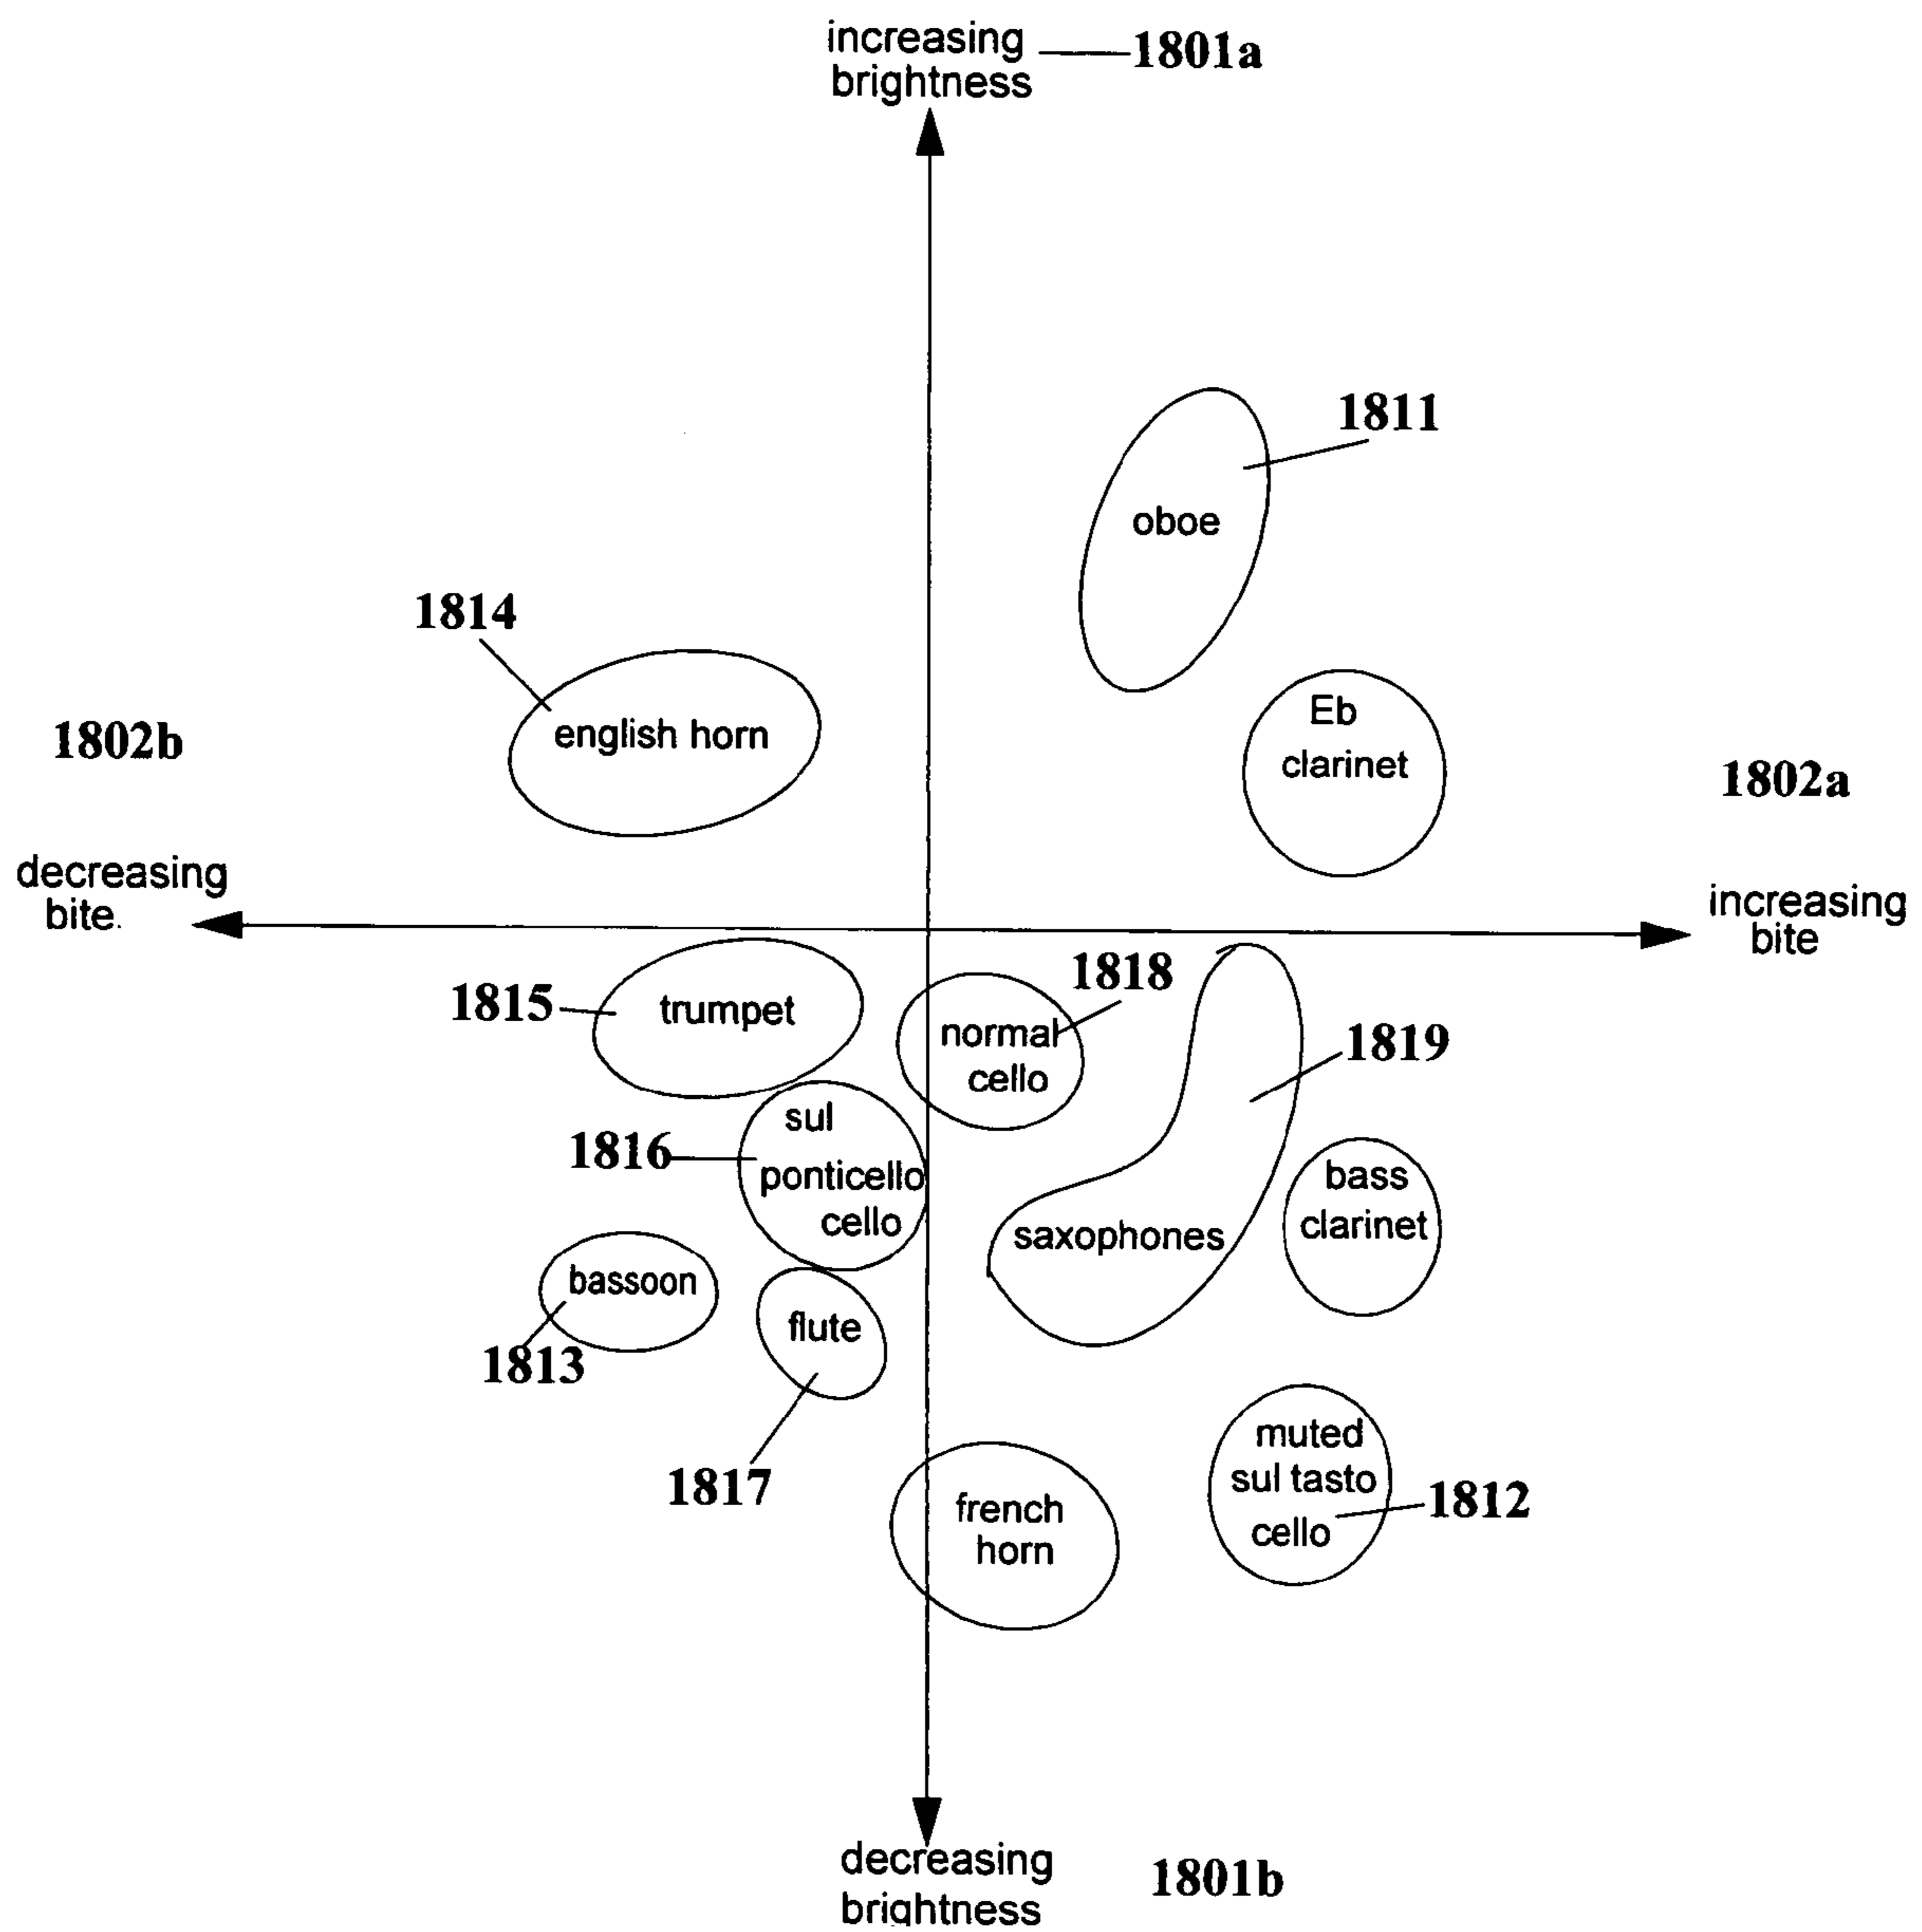 increasing
brightness
1801a
1811
oboe
1814
english horn
Eb
clarinet
1802b
1802a
decreasing
bite.
increasing
bite
1815
trumpet
1818
normal
cello
1819
sul
ponticello
cello
1816
saxophones
bass
clarinet
bassoon
1813
flute
1817
muted
sul tasto
cello
1812
french
horn
decreasing
brightness
1801b